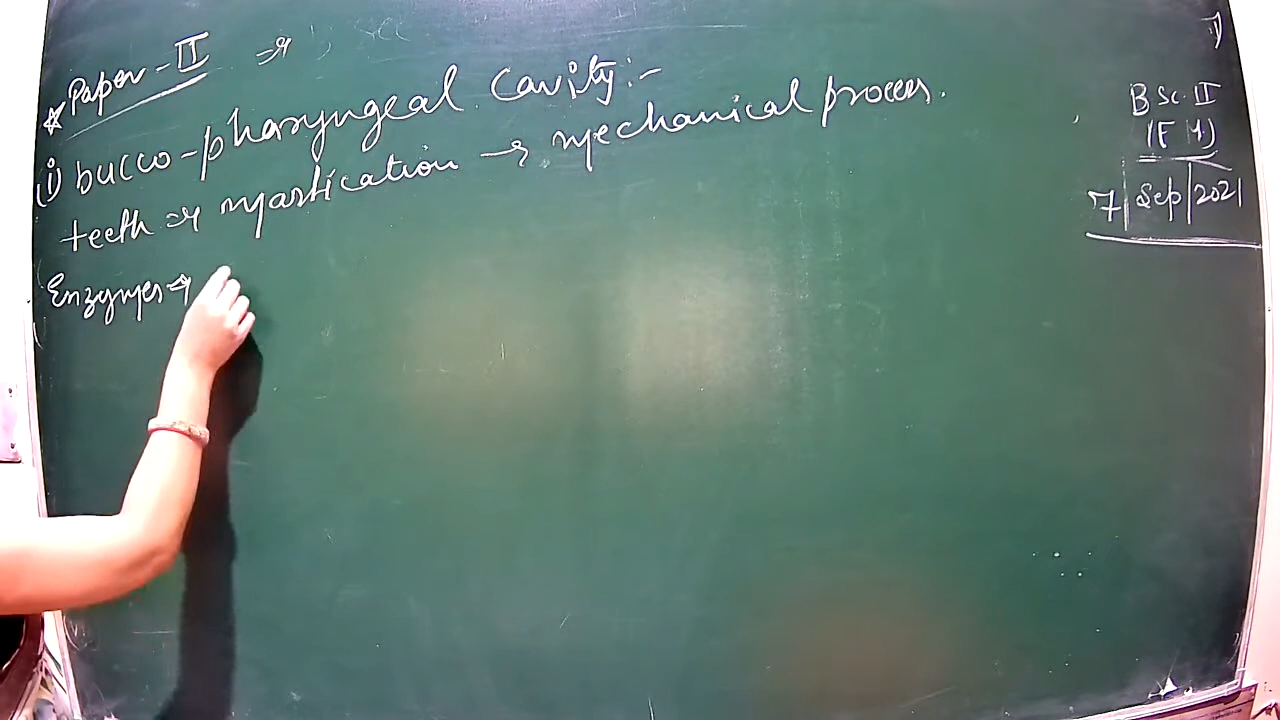 ★ Paper-II ⇒
(i) bucco-pharyngeal cavity:-
teeth ⇒ mastication → mechanical process.
Enzymes →
1)
B Sc. II
7 | Sep | 2021